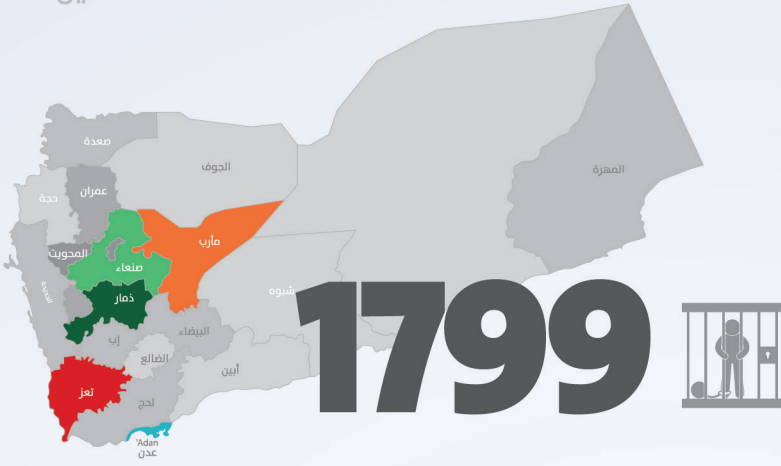 صعدة
الجوف
المهرة
حجة
عمران
مأرب
المحويت
صنعاء
الحديدة
ذمار
شبوه
إب
البيضاء
الضالع
أبين
تعز
لحج
'Adan
عدن
1799